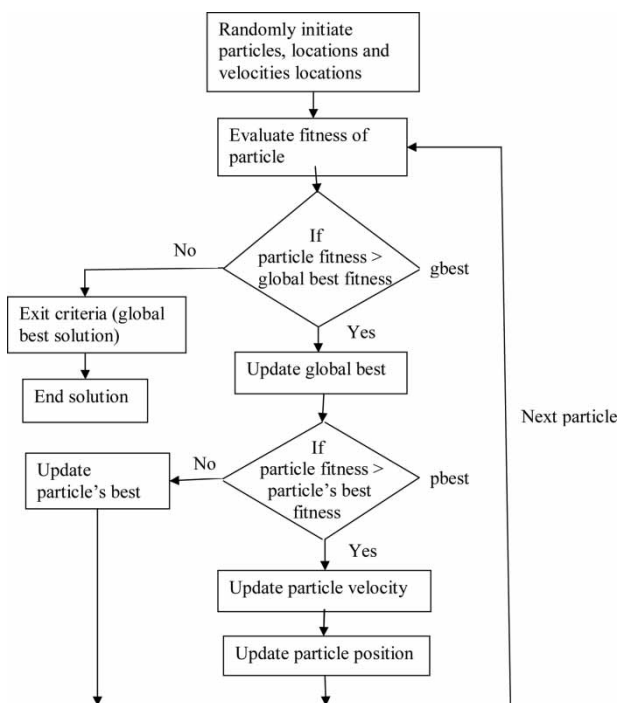 Randomly initiate
particles, locations and
velocities locations
Evaluate fitness of
particle
If
particle fitness >
global best fitness
gbest
No
Yes
Exit criteria (global
best solution)
End solution
Update global best
If
particle fitness >
particle's best
fitness
pbest
No
Yes
Update
particle's best
Next particle
Update particle velocity
Update particle position